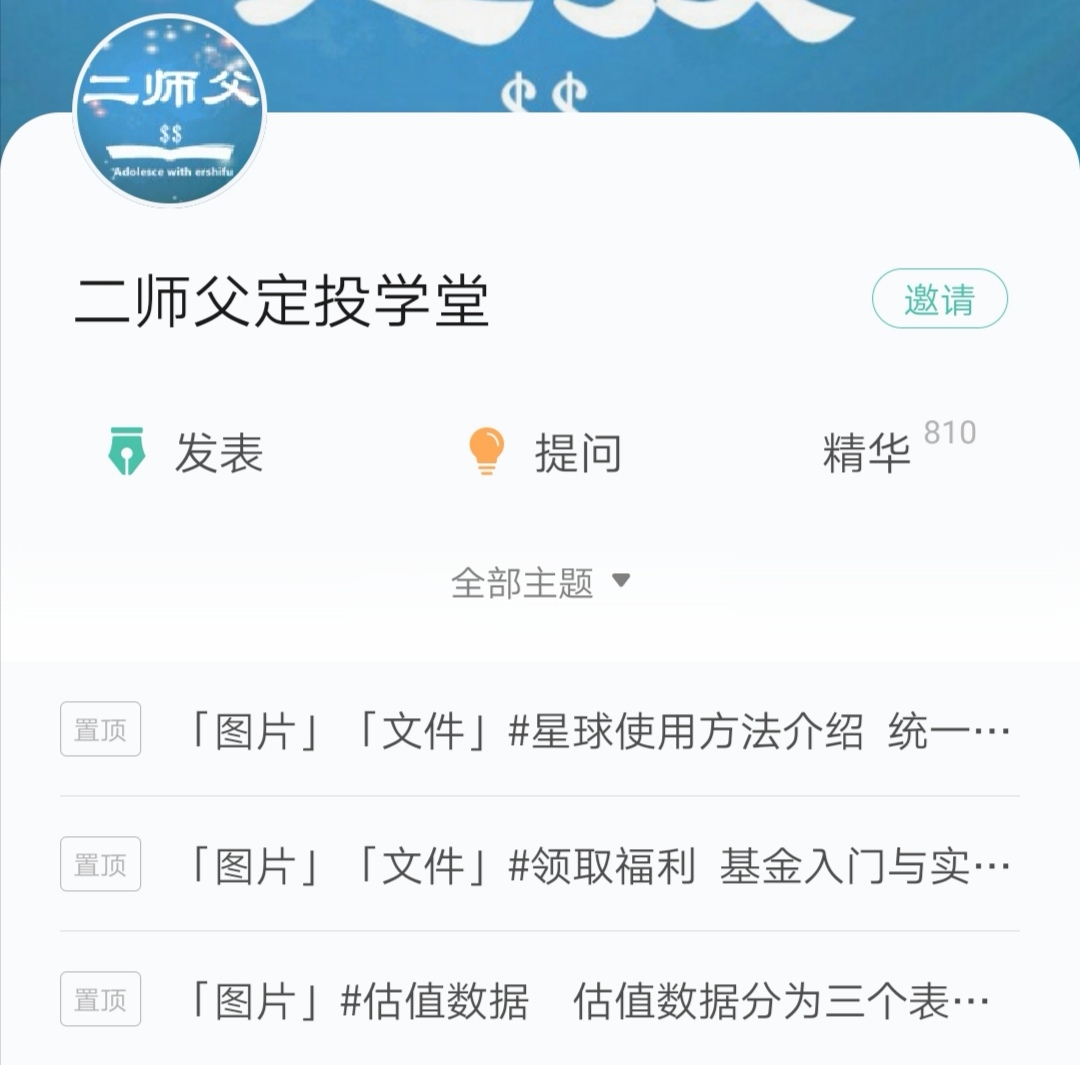 $$
二师父
$$
"Adolesce with ershifu
二师父定投学堂
邀请
发表 提问 精华 810
全部主题
置顶 「图片」「文件」#星球使用方法介绍 统一…
置顶 「图片」「文件」#领取福利 基金入门与实…
置顶 「图片」#估值数据 估值数据分为三个表…